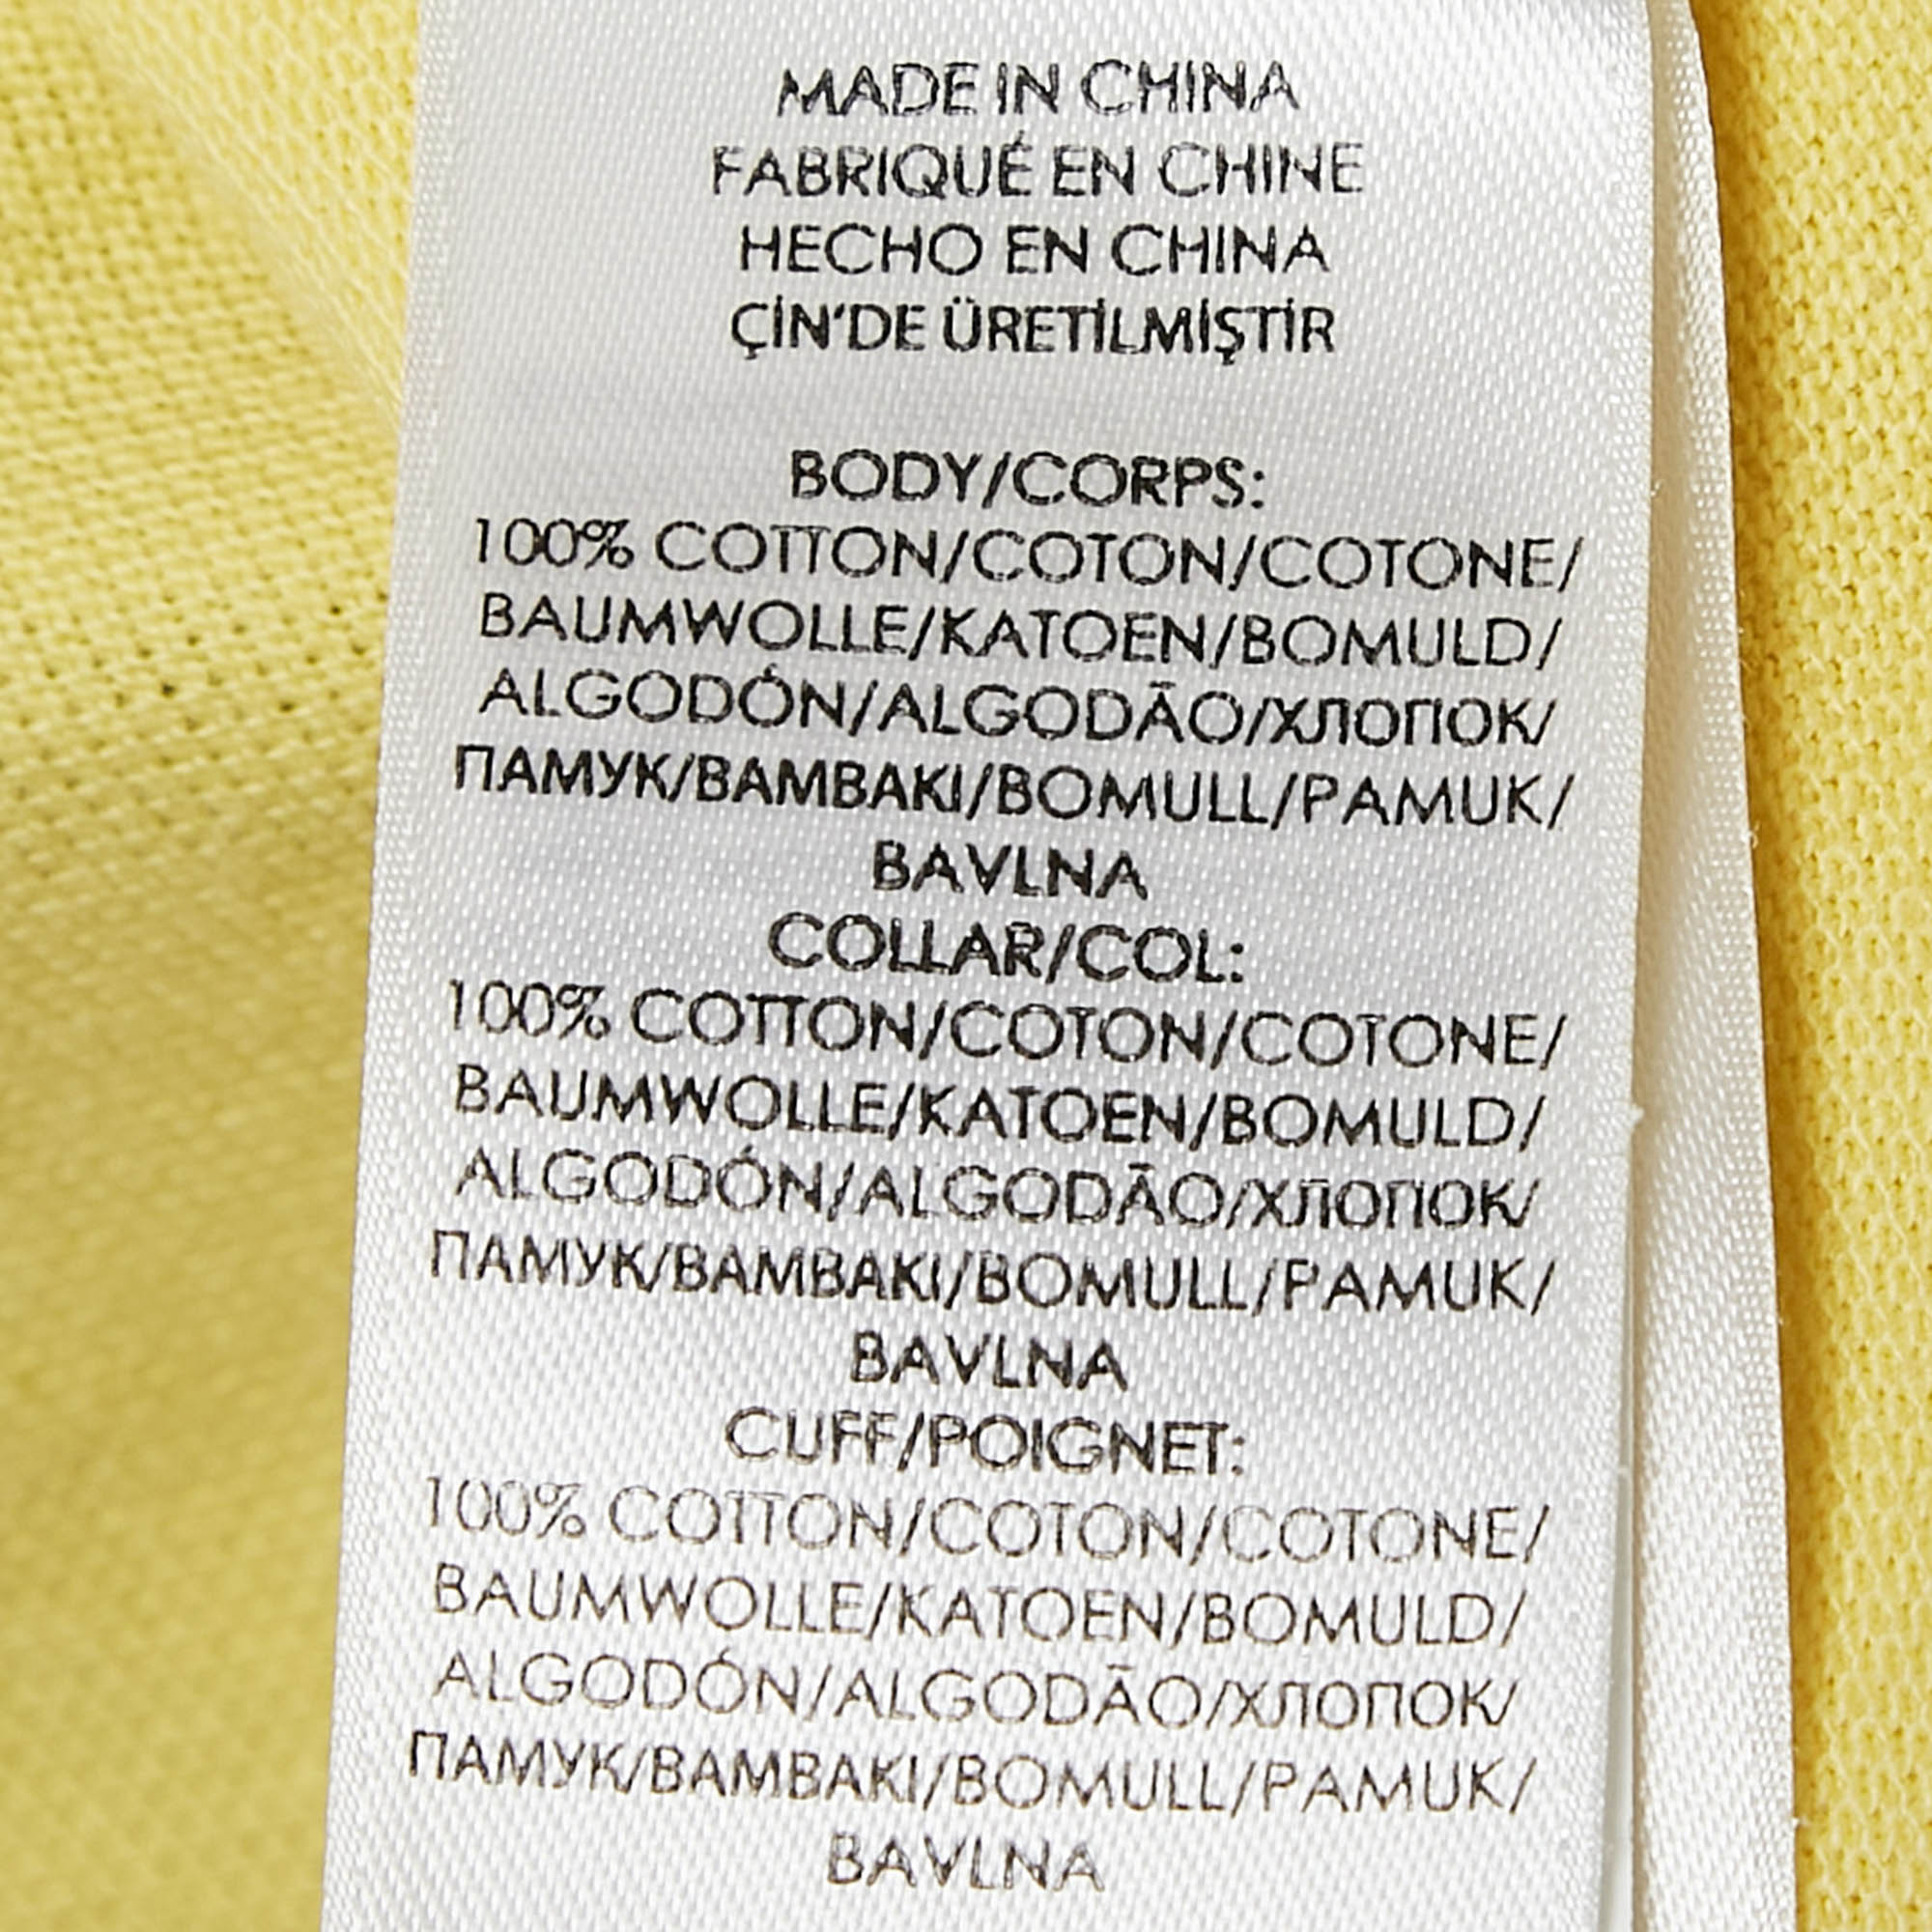 MADE IN CHINA
FABRIQUÉ EN CHINE
HECHO EN CHINA
ÇİN'DE ÜRETİLMİŞTİR
BODY/CORPS:
100% COTTON/COTON/COTONE/
BAUMWOLLE/KATOEN/BOMULD/
ALGODÓN/ALGODÃO/ХЛОПОК/
ПАМУК/ΒΑΜΒΑΚΙ/BOMULL/PAMUK/
BAVLNA
COLLAR/COL:
100% COTTON/COTON/COTONE/
BAUMWOLLE/KATOEN/BOMULD/
ALGODÓN/ALGODÃO/ХЛОПОК/
ПАМУК/ΒΑΜΒΑΚΙ/BOMULL/PAMUK/
BAVLNA
CUFF/POIGNET:
100% COTTON/COTON/COTONE/
BAUMWOLLE/KATOEN/BOMULD/
ALGODÓN/ALGODÃO/ХЛОПОК/
ПАМУК/ΒΑΜΒΑΚΙ/BOMULL/PAMUK/
BAVLNA